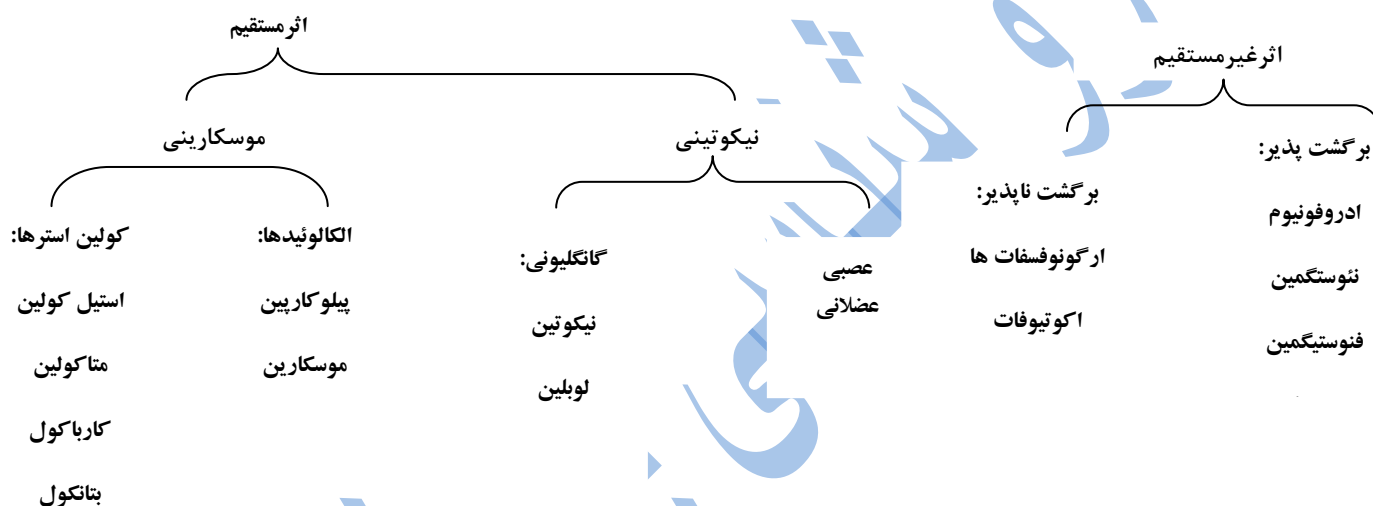 اثرمستقیم
اثرغیرمستقیم
موسکارینی
نیکوتینی
برگشت پذیر:
ادروفونیوم
نئوستگمین
فنوستیگمین
برگشت ناپذیر:
ارگونوفسفات ها
اکوتیوفات
عصبی
عضلانی
گانگلیونی:
نیکوتین
لوبلین
الکالوئیدها:
پیلوکارپین
موسکارین
کولین استرها:
استیل کولین
متاکولین
کارباکول
بتانکول